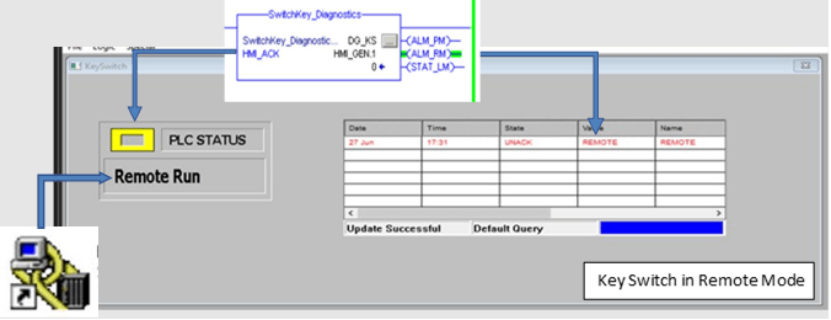 SwitchKey_Diagnostics
SwitchKey_Diagnostic... DG_KS ... (ALM_PM)
HMI_ACK HMI_GEN.1 (ALM_RM)
0 (STAT_LM)
File Logic Special
KeySwitch
PLC STATUS
Remote Run
Date Time State Value Name
27 Jun 17:31 UNACK REMOTE REMOTE
< >
Update Successful Default Query
Key Switch in Remote Mode